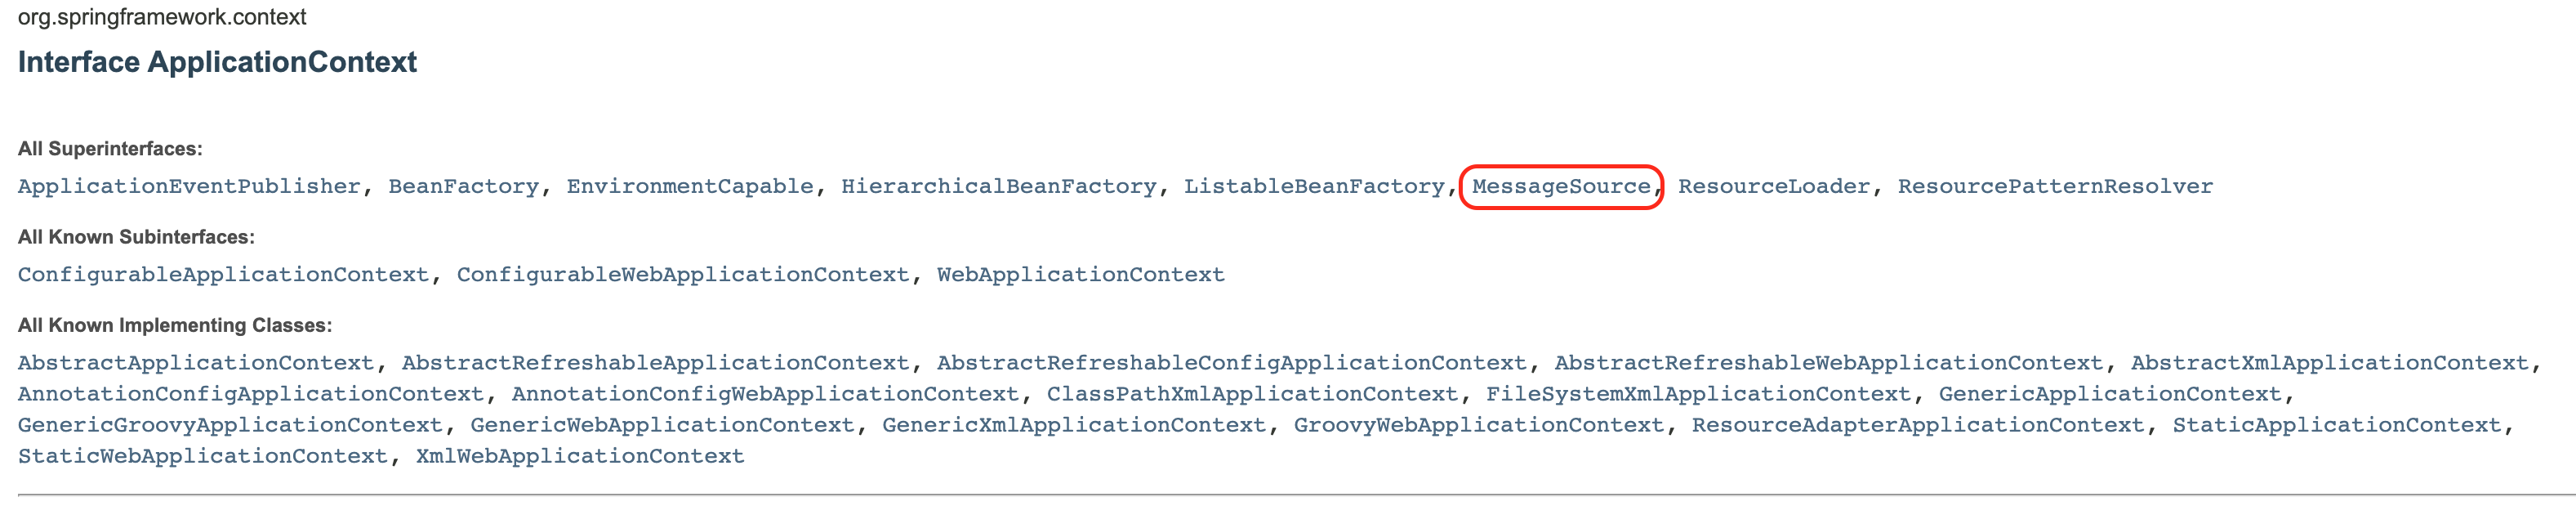 org.springframework.context
Interface ApplicationContext
All Superinterfaces:
ApplicationEventPublisher, BeanFactory, EnvironmentCapable, HierarchicalBeanFactory, ListableBeanFactory, MessageSource, ResourceLoader, ResourcePatternResolver
All Known Subinterfaces:
ConfigurableApplicationContext, ConfigurableWebApplicationContext, WebApplicationContext
All Known Implementing Classes:
AbstractApplicationContext, AbstractRefreshableApplicationContext, AbstractRefreshableConfigApplicationContext, AbstractRefreshableWebApplicationContext, AbstractXmlApplicationContext,
AnnotationConfigApplicationContext, AnnotationConfigWebApplicationContext, ClassPathXmlApplicationContext, FileSystemXmlApplicationContext, GenericApplicationContext,
GenericGroovyApplicationContext, GenericWebApplicationContext, GenericXmlApplicationContext, GroovyWebApplicationContext, ResourceAdapterApplicationContext, StaticApplicationContext,
StaticWebApplicationContext, XmlWebApplicationContext